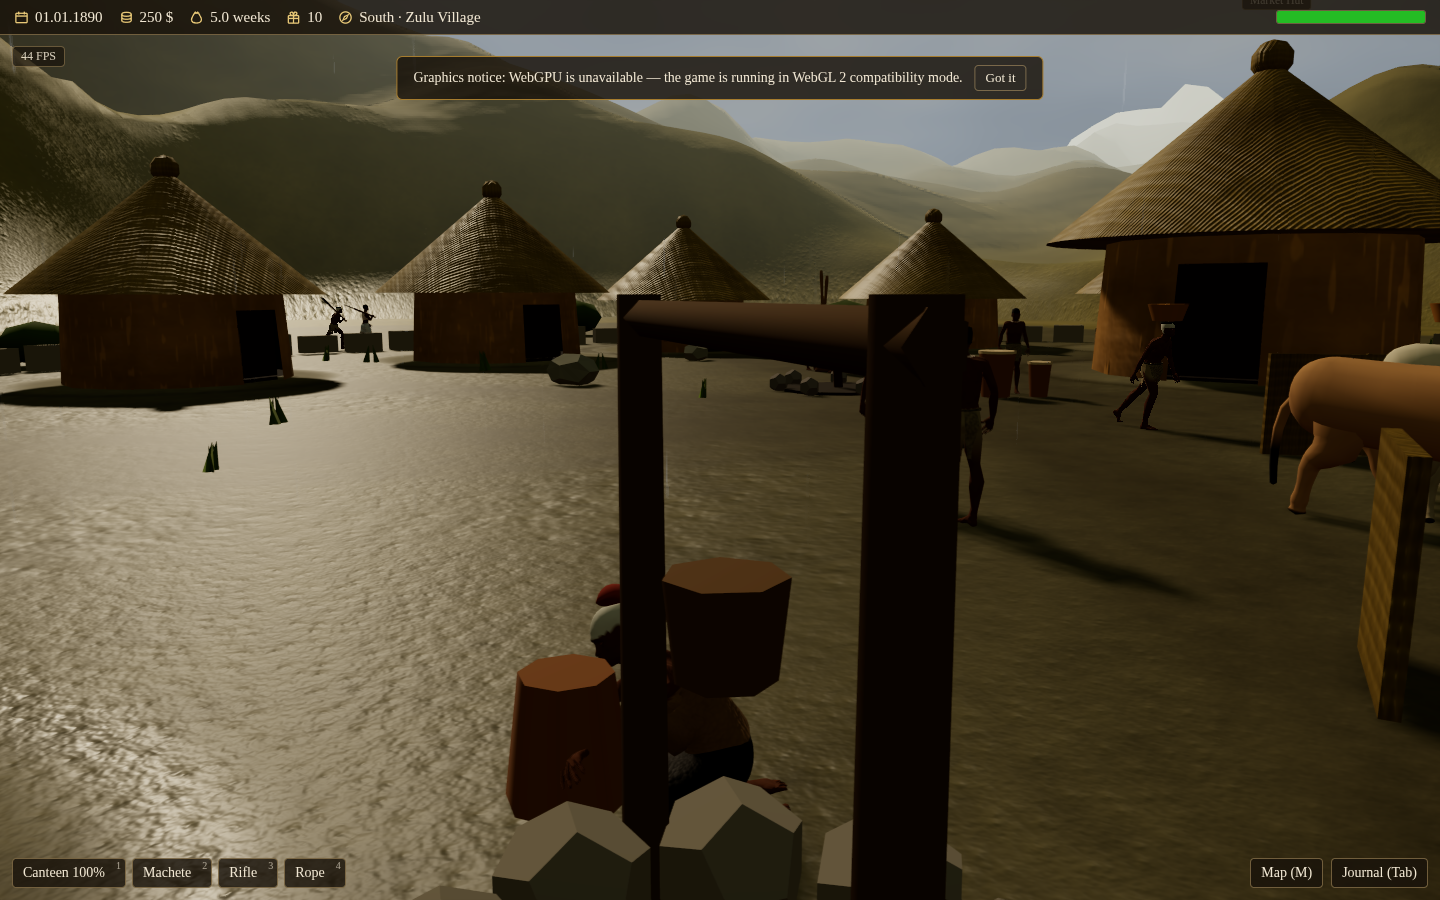 Market Hut
01.01.1890
250 $
5.0 weeks
10
South · Zulu Village
44 FPS
Graphics notice: WebGPU is unavailable — the game is running in WebGL 2 compatibility mode.
Got it
Canteen 100% 1
Machete 2
Rifle 3
Rope 4
Map (M)
Journal (Tab)